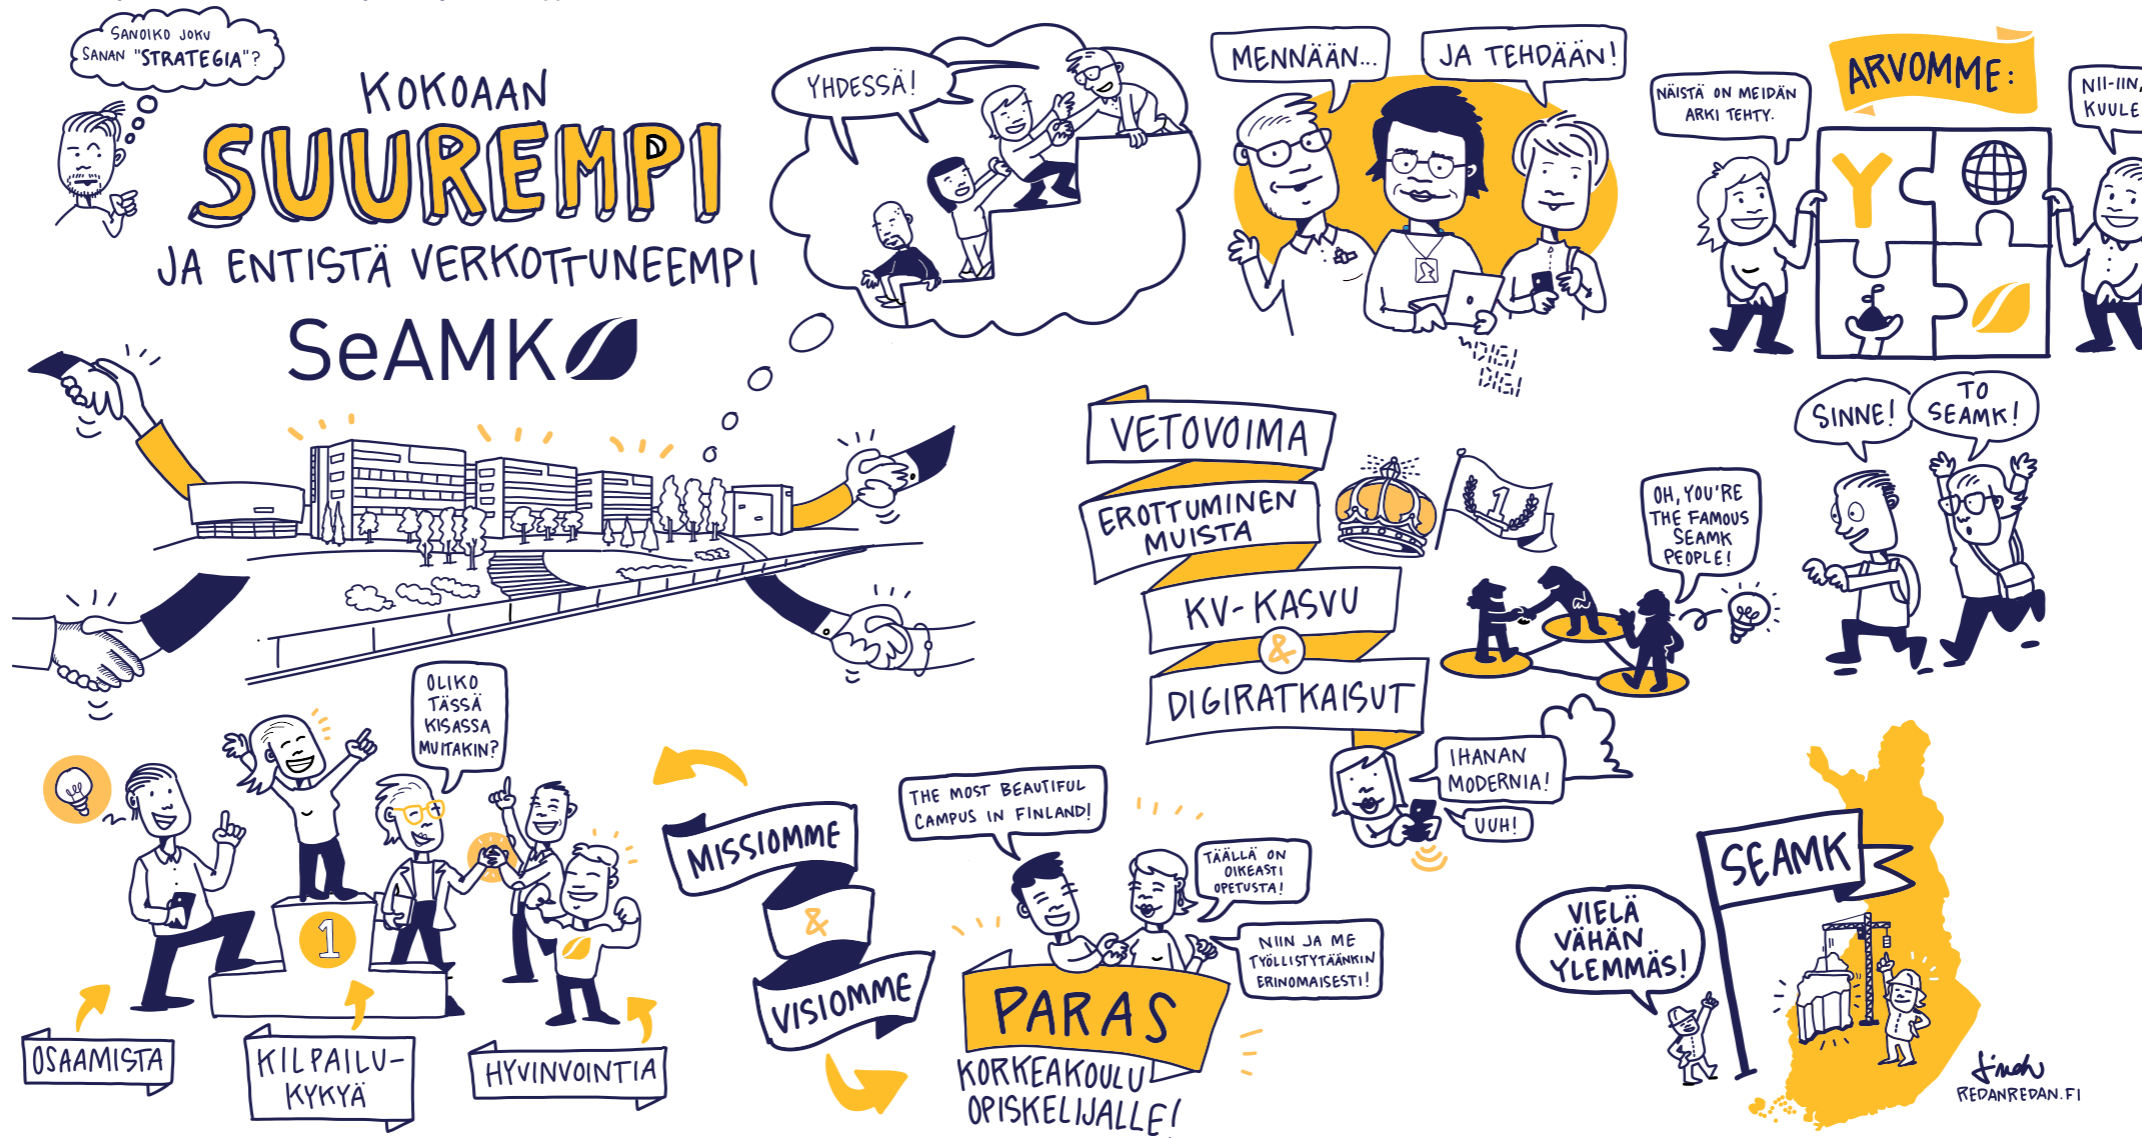 SANOIKO JOKU
SANAN "STRATEGIA"?
KOKOAAN
SUUREMPI
JA ENTISTÄ VERKOTTUNEEMPI
SeAMK
YHDESSÄ!
MENNÄÄN...
JA TEHDÄÄN!
DIGI
DIGI
NÄISTÄ ON MEIDÄN
ARKI TEHTY.
ARVOMME:
NII-IIN,
KUULE
Y
VETOVOIMA
EROTTUMINEN
MUISTA
KV-KASVU
&
DIGIRATKAISUT
1
OH, YOU'RE
THE FAMOUS
SEAMK
PEOPLE!
SINNE!
TO
SEAMK!
IHANAN
MODERNIA!
UUH!
OLIKO
TÄSSÄ
KISASSA
MUITAKIN?
1
OSAAMISTA
KILPAILU-
KYKYÄ
HYVINVOINTIA
MISSIOMME
&
VISIOMME
THE MOST BEAUTIFUL
CAMPUS IN FINLAND!
TÄÄLLÄ ON
OIKEASTI
OPETUSTA!
NIIN JA ME
TYÖLLISTYTÄÄNKIN
ERINOMAISESTI!
PARAS
KORKEAKOULU
OPISKELIJALLE!
SEAMK
VIELÄ
VÄHÄN
YLEMMÄS!
REDANREDAN.FI